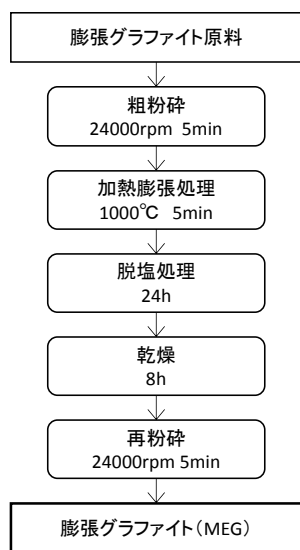 膨張グラファイト原料
粗粉砕
24000rpm 5min
加熱膨張処理
1000℃ 5min
脱塩処理
24h
乾燥
8h
再粉砕
24000rpm 5min
膨張グラファイト(MEG)